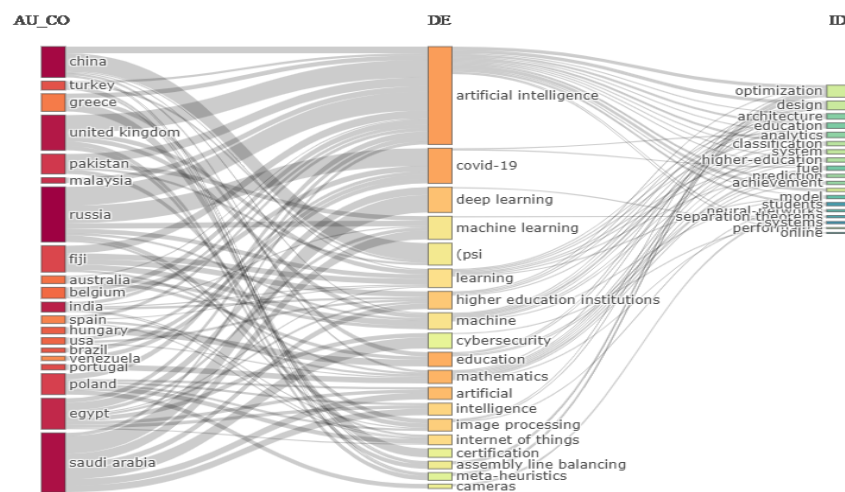 AU_CO
DE
ID
china
turkey
greece
united kingdom
pakistan
malaysia
russia
fiji
australia
belgium
india
spain
hungary
usa
brazil
venezuela
portugal
poland
egypt
saudi arabia
artificial intelligence
covid-19
deep learning
machine learning
(psi
learning
higher education institutions
machine
cybersecurity
education
mathematics
artificial
intelligence
image processing
internet of things
certification
assembly line balancing
meta-heuristics
cameras
optimization
design
architecture
education
analytics
classification
system
higher-education
fuel
prediction
achievement
model
students
separation theorems
systems
online